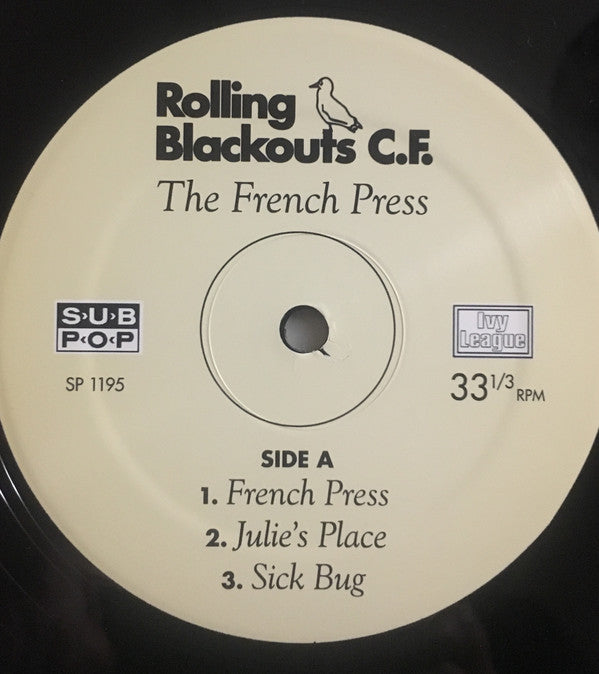 Rolling
Blackouts C.F.
The French Press
S›U›B
P‹O‹P
SP 1195
Ivy
League
33 1/3 RPM
SIDE A
1. French Press
2. Julie's Place
3. Sick Bug